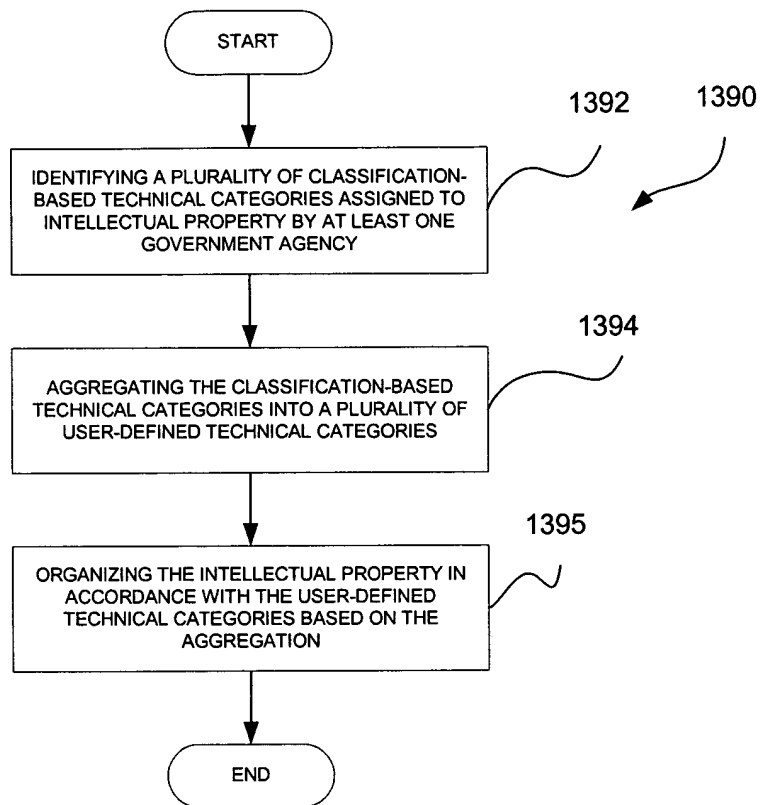 START
1392
1390
IDENTIFYING A PLURALITY OF CLASSIFICATION-
BASED TECHNICAL CATEGORIES ASSIGNED TO
INTELLECTUAL PROPERTY BY AT LEAST ONE
GOVERNMENT AGENCY
1394
AGGREGATING THE CLASSIFICATION-BASED
TECHNICAL CATEGORIES INTO A PLURALITY OF
USER-DEFINED TECHNICAL CATEGORIES
1395
ORGANIZING THE INTELLECTUAL PROPERTY IN
ACCORDANCE WITH THE USER-DEFINED
TECHNICAL CATEGORIES BASED ON THE
AGGREGATION
END